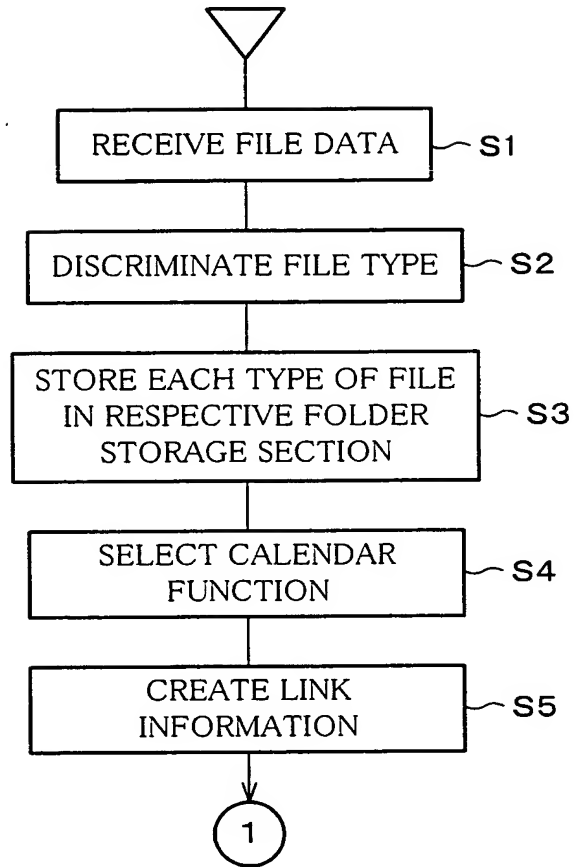 RECEIVE FILE DATA S1
DISCRIMINATE FILE TYPE S2
STORE EACH TYPE OF FILE
IN RESPECTIVE FOLDER S3
STORAGE SECTION
SELECT CALENDAR S4
FUNCTION
CREATE LINK S5
INFORMATION
1